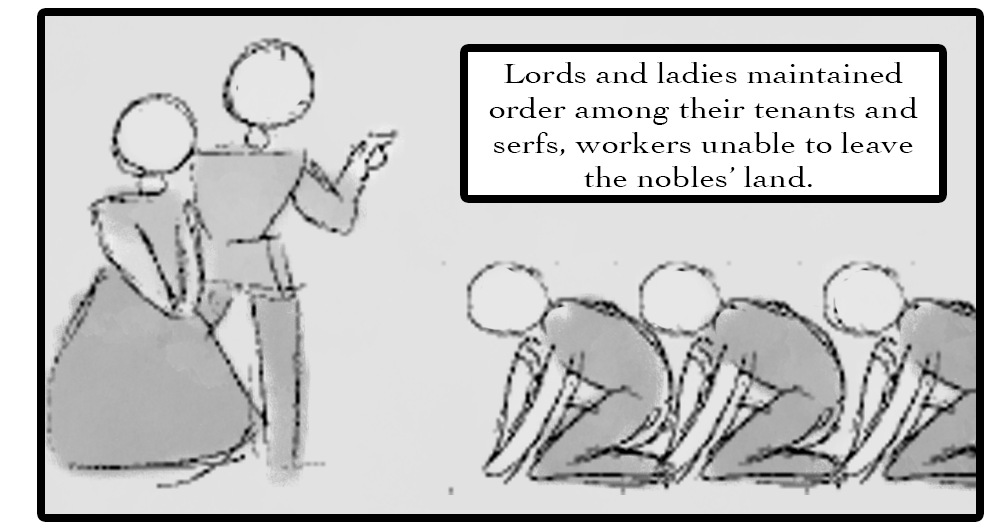 Lords and ladies maintained
order among their tenants and
serfs, workers unable to leave
the nobles’ land.